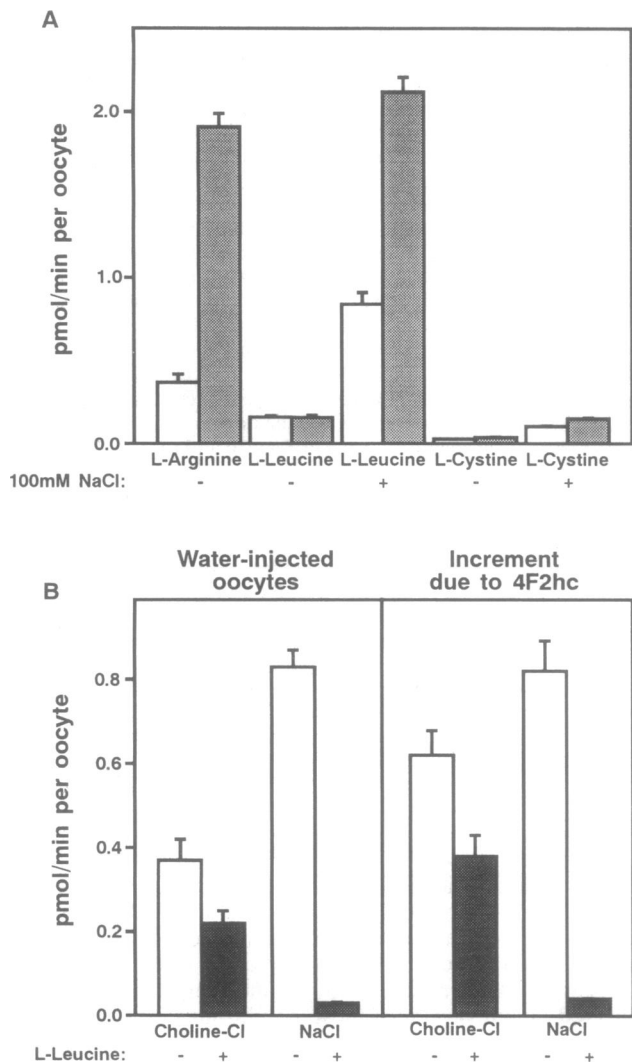 A
pmol/min per oocyte
2.0
1.0
0.0
L-Arginine L-Leucine L-Leucine L-Cystine L-Cystine
100mM NaCl: - - + - +
B
Water-injected oocytes
Increment due to 4F2hc
pmol/min per oocyte
0.8
0.6
0.4
0.2
0.0
Choline-Cl NaCl Choline-Cl NaCl
L-Leucine: - + - + - + - +